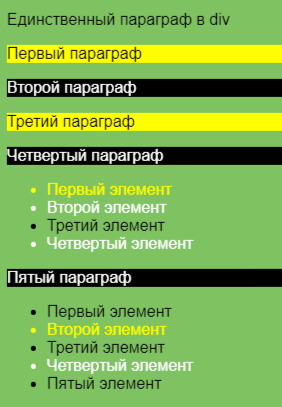 Единственный параграф в div
Первый параграф
Второй параграф
Третий параграф
Четвертый параграф
Первый элемент
Второй элемент
Третий элемент
Четвертый элемент
Пятый параграф
Первый элемент
Второй элемент
Третий элемент
Четвертый элемент
Пятый элемент